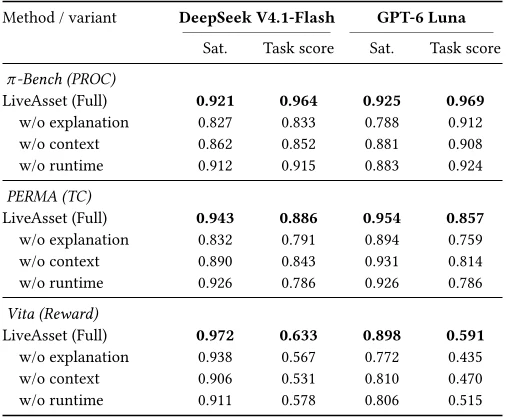 Method / variant DeepSeek V4.1-Flash GPT-6 Luna
Sat. Task score Sat. Task score
π-Bench (PROC)
LiveAsset (Full) 0.921 0.964 0.925 0.969
w/o explanation 0.827 0.833 0.788 0.912
w/o context 0.862 0.852 0.881 0.908
w/o runtime 0.912 0.915 0.883 0.924
PERMA (TC)
LiveAsset (Full) 0.943 0.886 0.954 0.857
w/o explanation 0.832 0.791 0.894 0.759
w/o context 0.890 0.843 0.931 0.814
w/o runtime 0.926 0.786 0.926 0.786
Vita (Reward)
LiveAsset (Full) 0.972 0.633 0.898 0.591
w/o explanation 0.938 0.567 0.772 0.435
w/o context 0.906 0.531 0.810 0.470
w/o runtime 0.911 0.578 0.806 0.515